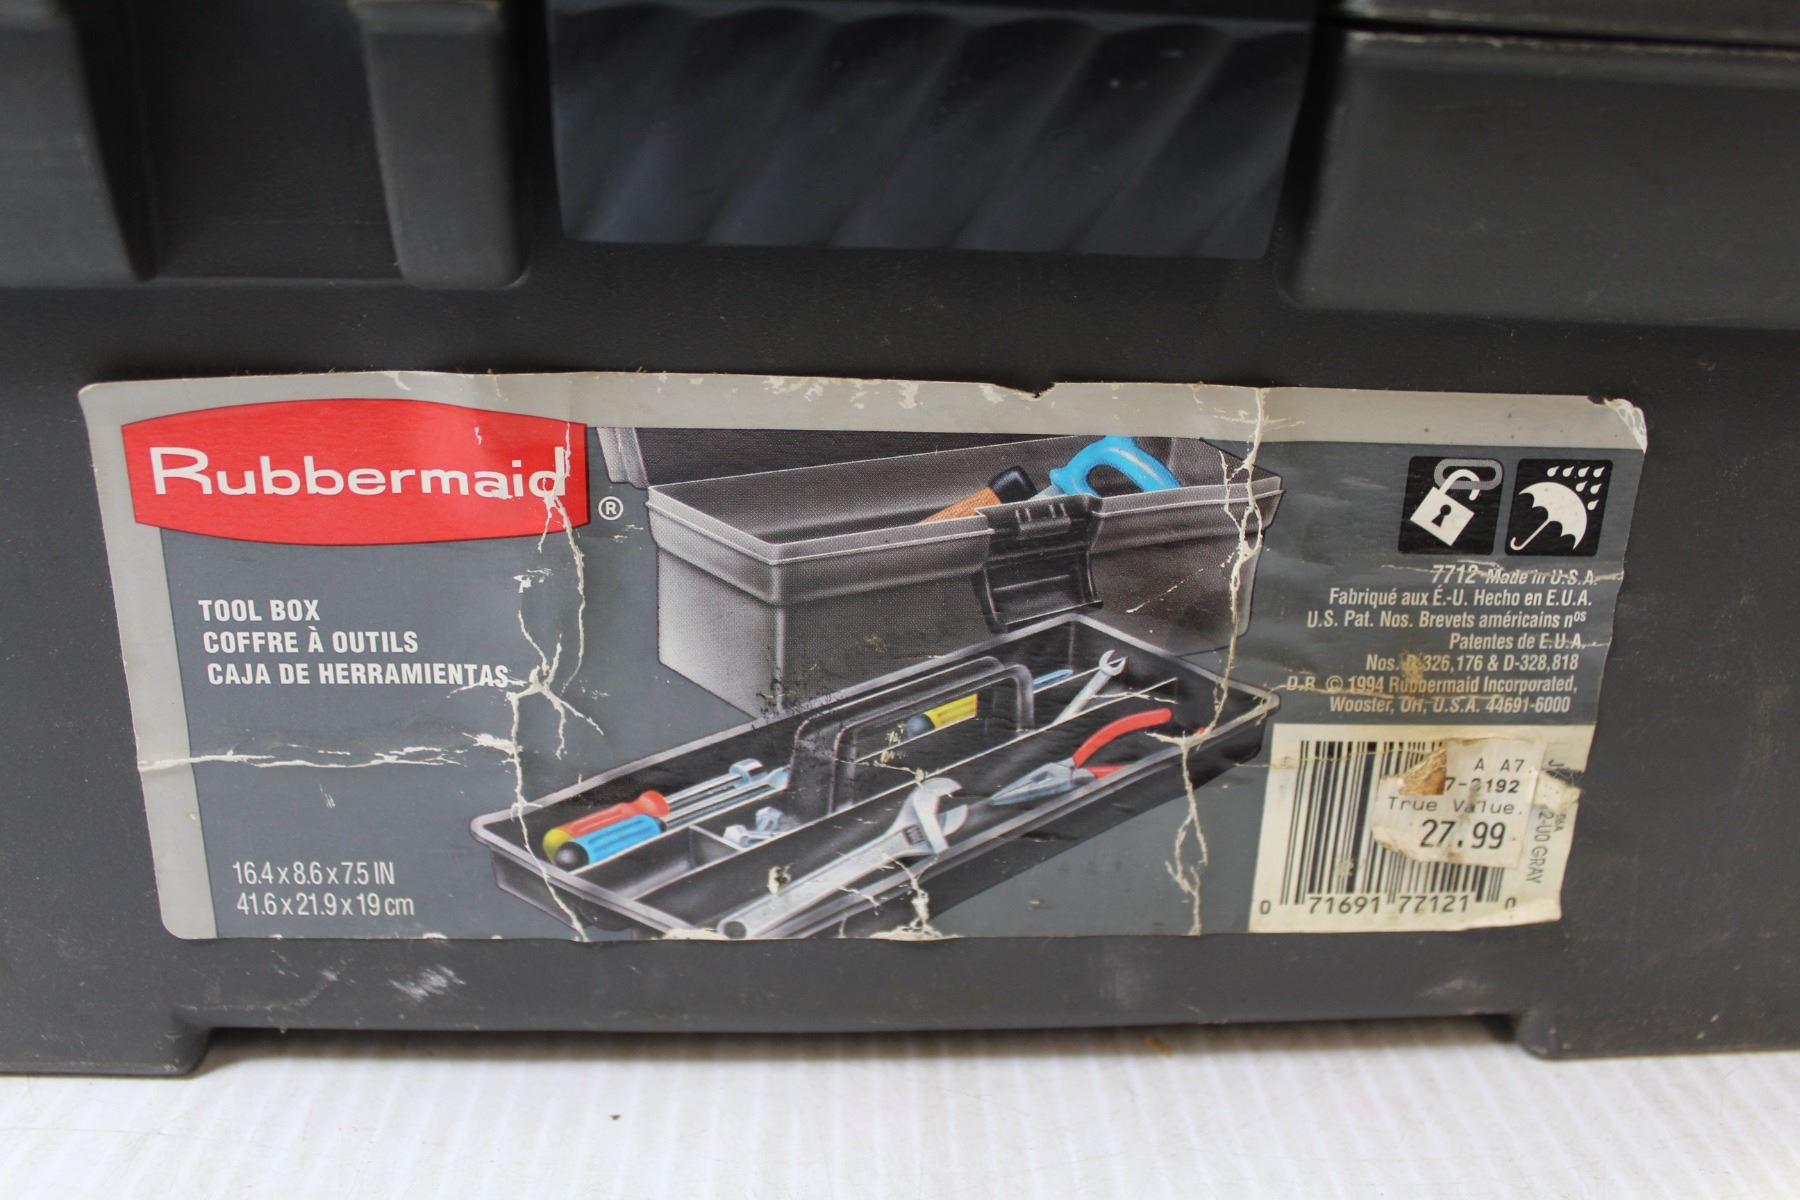 Rubbermaid
®
TOOL BOX
COFFRE À OUTILS
CAJA DE HERRAMIENTAS
16.4 x 8.6 x 7.5 IN
41.6 x 21.9 x 19 cm
7712 Made in U.S.A.
Fabriqué aux É.-U. Hecho en E.U.A.
U.S. Pat. Nos. Brevets américains nos
Patentes de E.U.A.
Nos. 326,176 & D-328,818
D.R. © 1994 Rubbermaid Incorporated,
Wooster, OH, U.S.A. 44691-6000
A A7
True Value.
27.99
GRAY
0 71691 77121 0